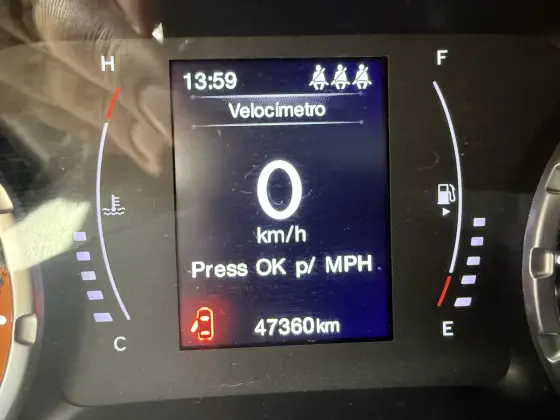 H
F
13:59
Velocímetro
0
km/h
Press OK p/ MPH
47360km
C
E